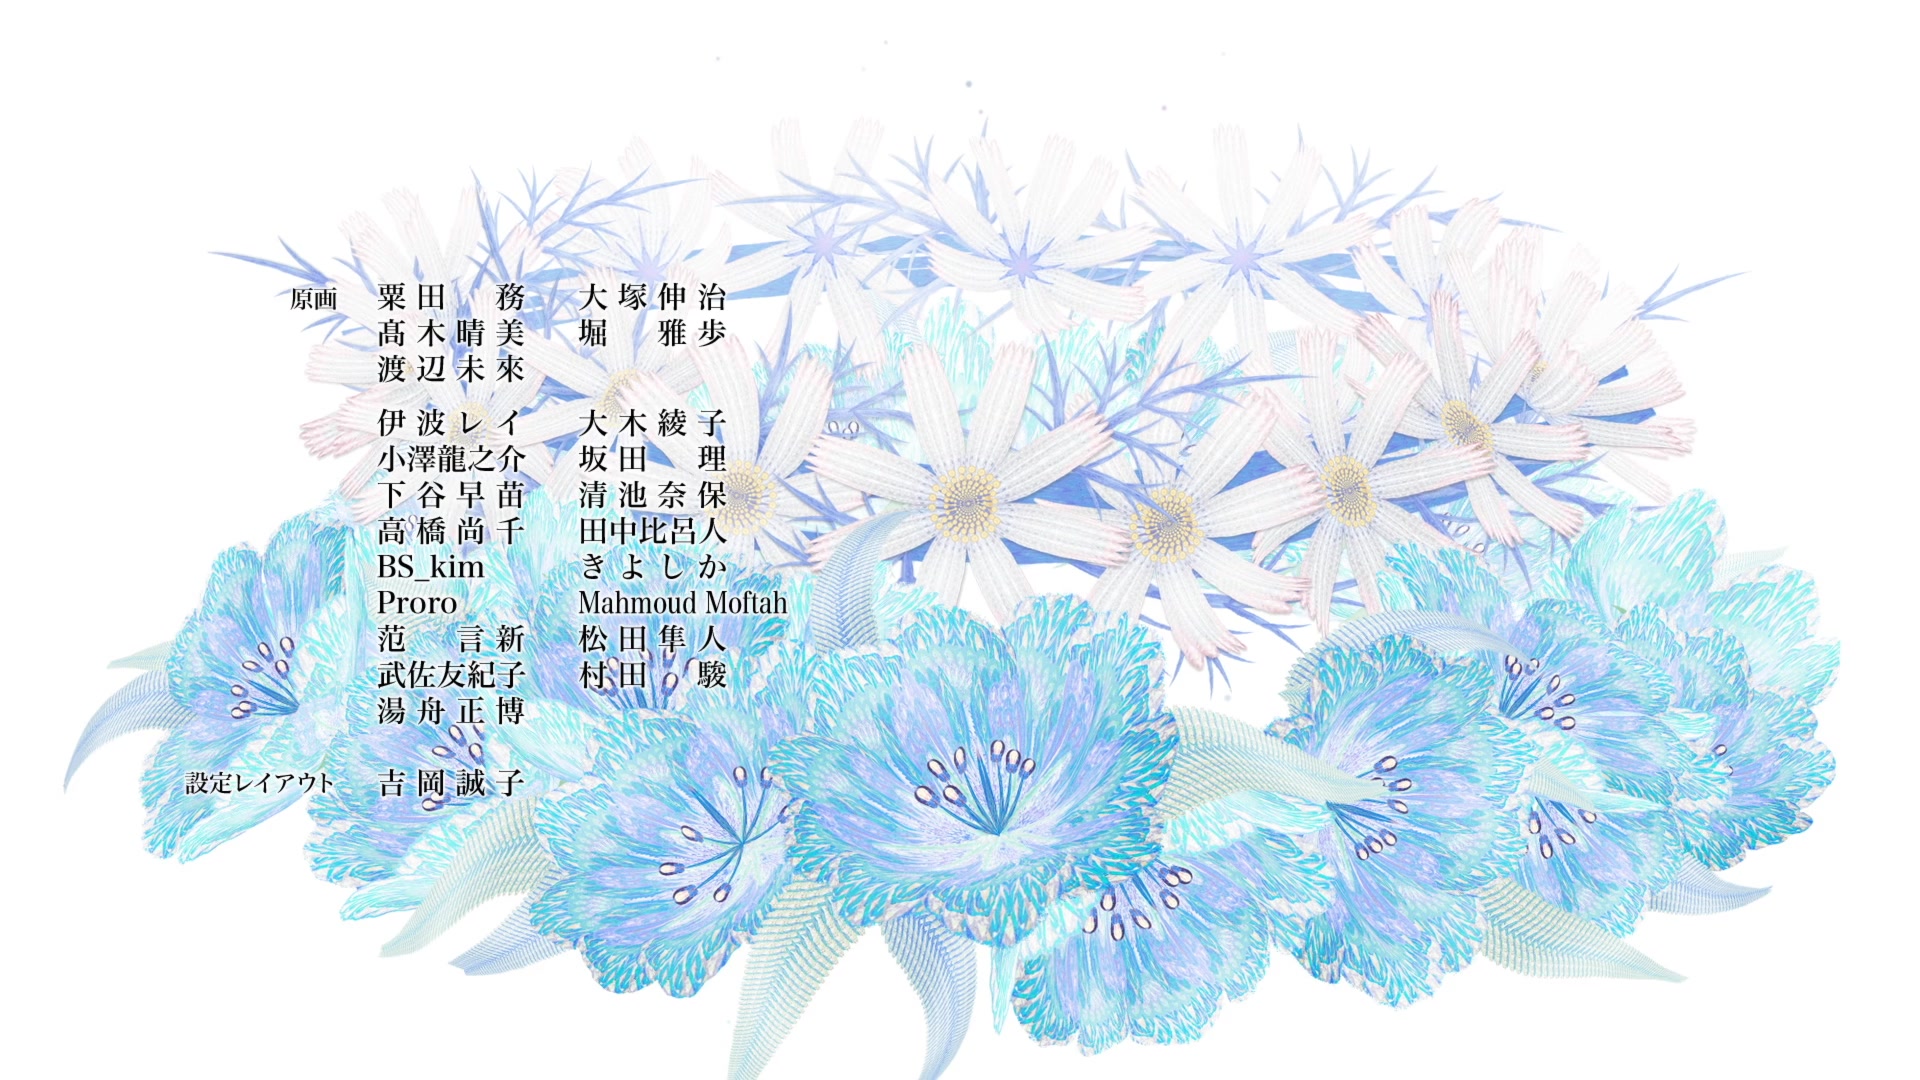 原画 粟田 務 大塚伸治
髙木晴美 堀 雅歩
渡辺未來
伊波レイ 大木綾子
小澤龍之介 坂田 理
下谷早苗 清池奈保
高橋尚千 田中比呂人
BS_kim きよしか
Proro Mahmoud Moftah
范 言新 松田隼人
武佐友紀子 村田 駿
湯舟正博
設定レイアウト 吉岡誠子